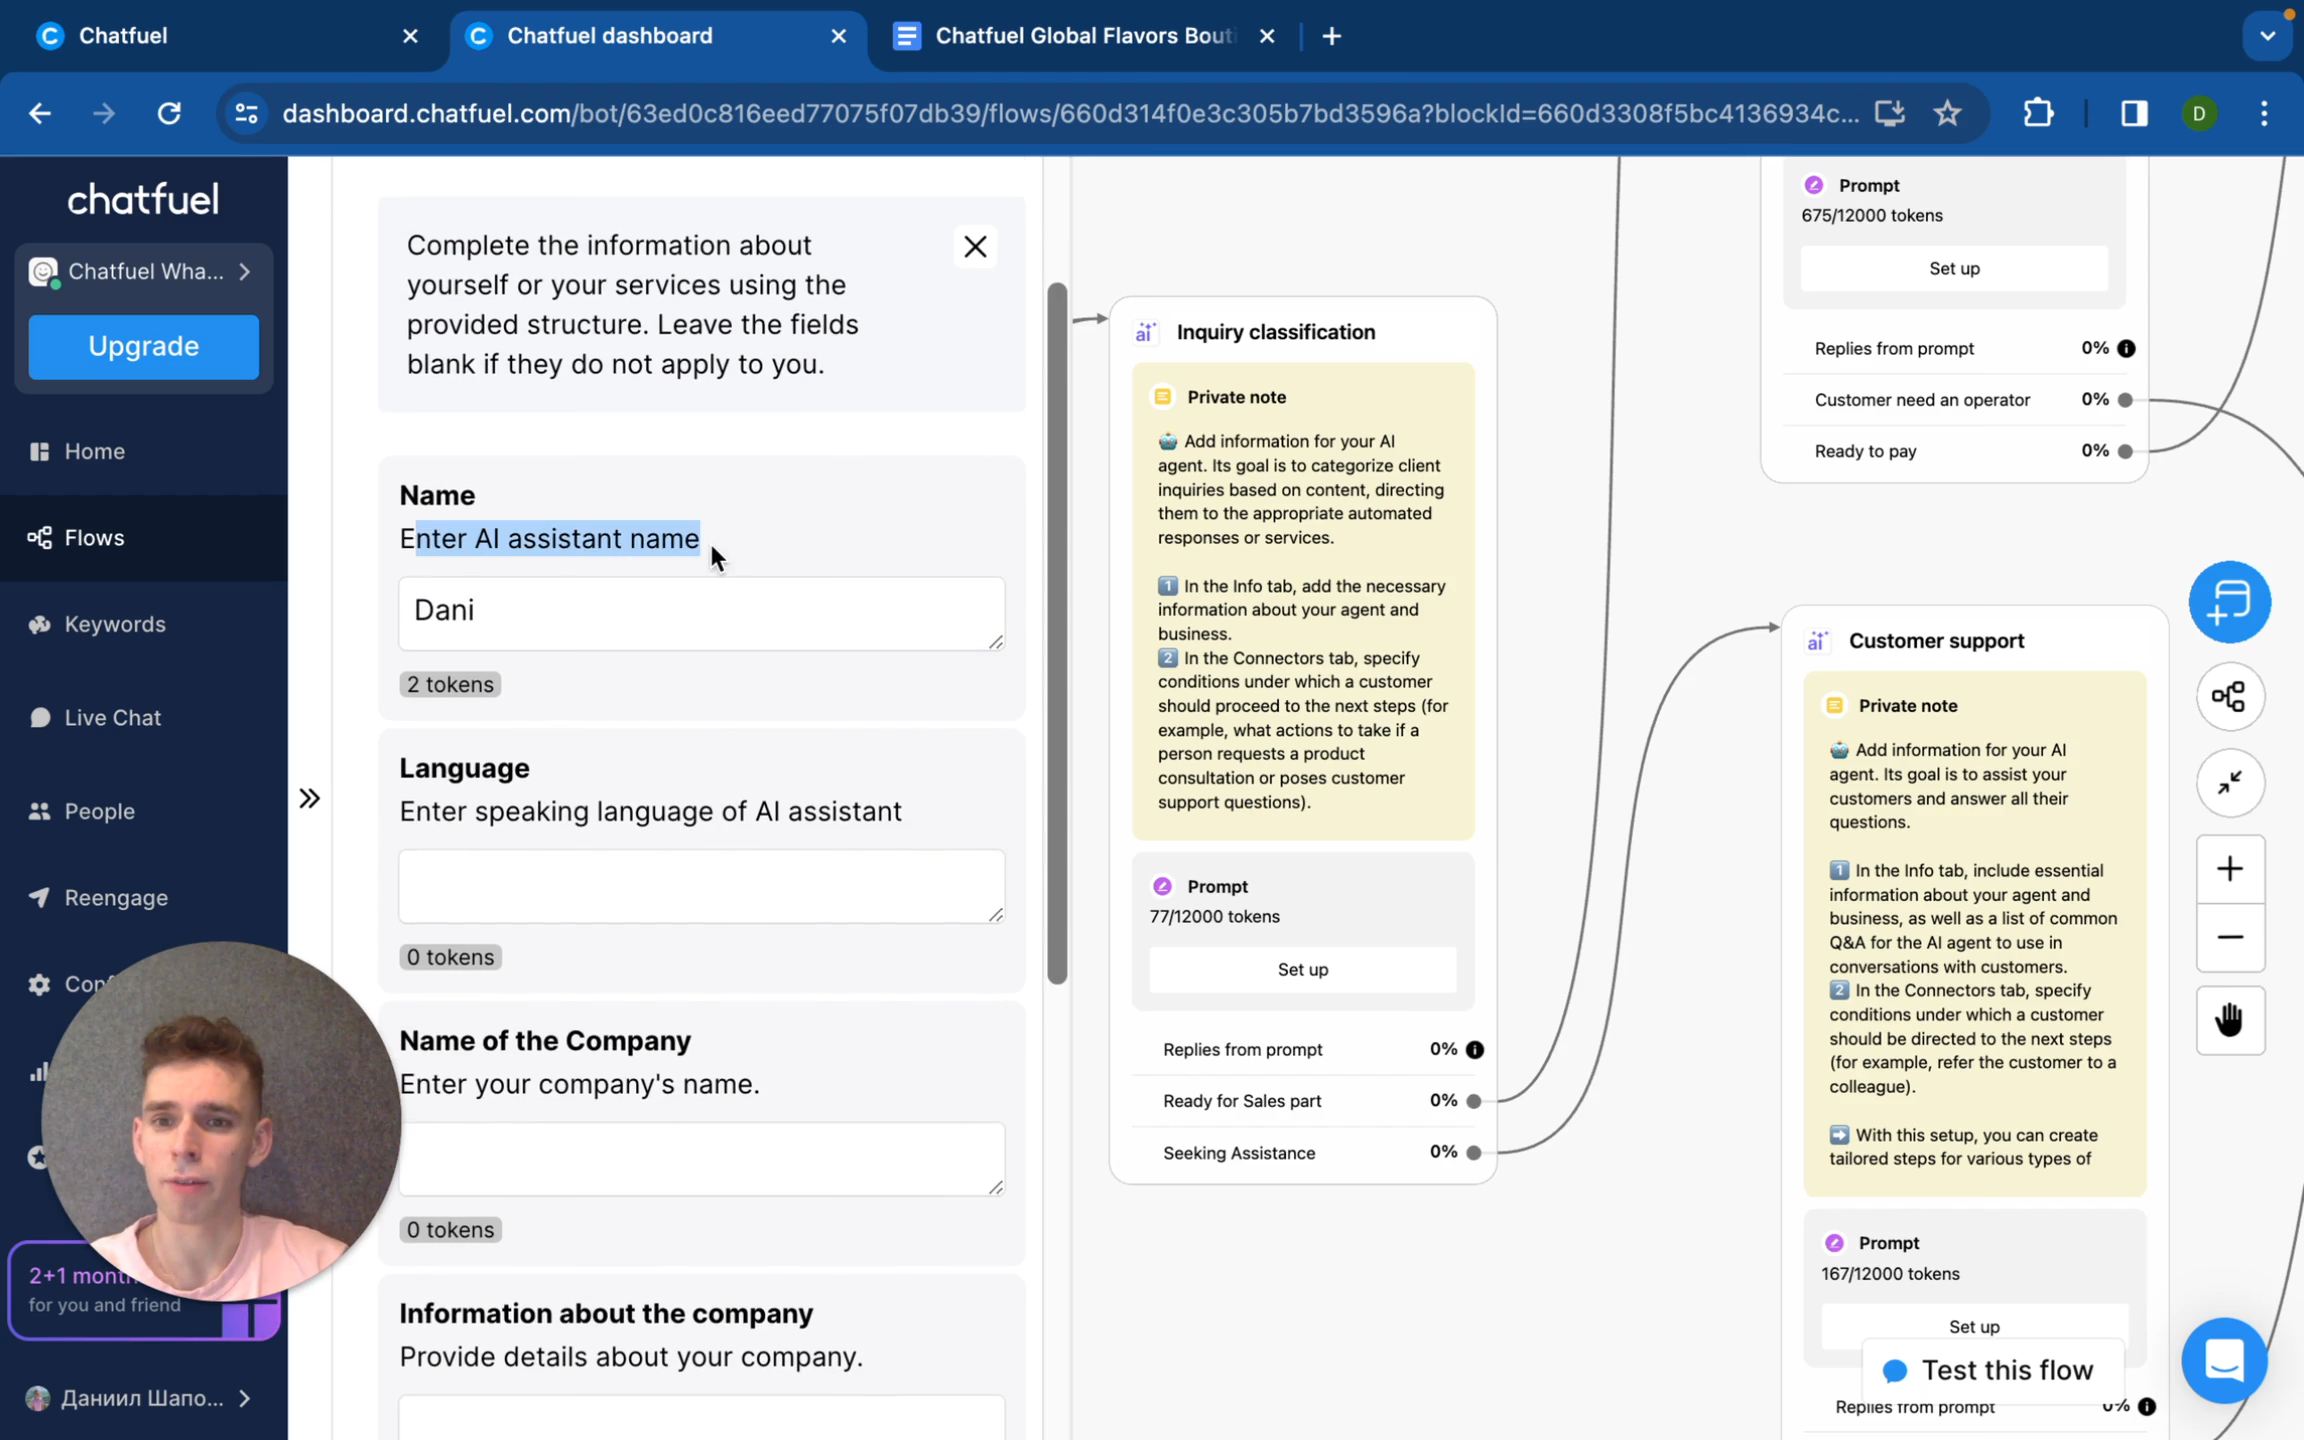 Chatfuel
Chatfuel dashboard
Chatfuel Global Flavors Bouti
dashboard.chatfuel.com/bot/63ed0c816eed77075f07db39/flows/660d314f0e3c305b7bd3596a?blockId=660d3308f5bc4136934c...
D
chatfuel
Chatfuel Wha...
Upgrade
Home
Flows
Keywords
Live Chat
People
Reengage
2+1 month
for you and friend
Даниил Шапо...
Complete the information about
yourself or your services using the
provided structure. Leave the fields
blank if they do not apply to you.
Name
Enter AI assistant name
Dani
2 tokens
Language
Enter speaking language of AI assistant
0 tokens
Name of the Company
Enter your company's name.
0 tokens
Information about the company
Provide details about your company.
ai Inquiry classification
Private note
Add information for your AI
agent. Its goal is to categorize client
inquiries based on content, directing
them to the appropriate automated
responses or services.
1 In the Info tab, add the necessary
information about your agent and
business.
2 In the Connectors tab, specify
conditions under which a customer
should proceed to the next steps (for
example, what actions to take if a
person requests a product
consultation or poses customer
support questions).
Prompt
77/12000 tokens
Set up
Replies from prompt 0%
Ready for Sales part 0%
Seeking Assistance 0%
Prompt
675/12000 tokens
Set up
Replies from prompt 0%
Customer need an operator 0%
Ready to pay 0%
ai Customer support
Private note
Add information for your AI
agent. Its goal is to assist your
customers and answer all their
questions.
1 In the Info tab, include essential
information about your agent and
business, as well as a list of common
Q&A for the AI agent to use in
conversations with customers.
2 In the Connectors tab, specify
conditions under which a customer
should be directed to the next steps
(for example, refer the customer to a
colleague).
With this setup, you can create
tailored steps for various types of
Prompt
167/12000 tokens
Set up
Test this flow
Replies from prompt 0%